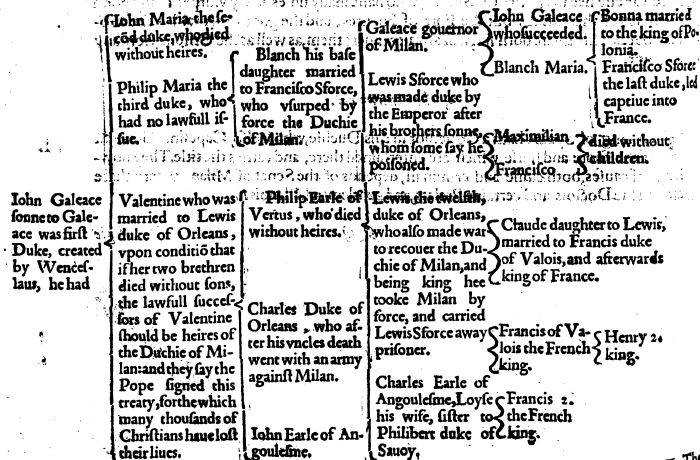 Iohn Galeace
ſonne to Gale-
ace was firſt
Duke, created
by Wenceſ-
laus, he had
Iohn Maria the ſe-
cõd duke, who died
without heires.
Philip Maria the
third duke, who
had no lawfull iſ-
ſue.
Valentine who was
married to Lewis
duke of Orleans,
vpon conditiõ that
if her two brethren
died without ſons,
the lawfull ſucceſ-
ſors of Valentine
ſhould be heires of
the Duchie of Mi-
lan: and they ſay the
Pope ſigned this
treaty, for the which
many thouſands of
Chriſtians haue loſt
their liues.
Blanch his baſe
daughter married
to Franciſco Sforce,
who vſurped by
force the Duchie
of Milan.
Philip Earle of
Vertus, who died
without heires.
Charles Duke of
Orleans, who af-
ter his vncles death
went with an army
againſt Milan.
Iohn Earle of An-
gouleſme.
Galeace gouernor
of Milan.
Lewis Sforce who
was made duke by
the Emperor after
his brothers ſonne,
whom ſome ſay he
poiſoned.
Lewis the twelfth,
duke of Orleans,
who alſo made war
to recouer the Du-
chie of Milan, and
being king hee
tooke Milan by
force, and carried
Lewis Sforce away
priſoner.
Charles Earle of
Angouleſme, Loyſe
his wife, ſiſter to
Philibert duke of
Sauoy.
Iohn Galeace
who ſucceeded.
Blanch Maria.
Maximilian
Franciſco
died without
children.
Claude daughter to Lewis,
married to Francis duke
of Valois, and afterwards
king of France.
Francis of Va-
lois the French
king.
Francis 2.
the French
king.
Bonna married
to the king of Po-
lonia.
Franciſco Sforce
the laſt duke, led
captiue into
France.
Henry 2.
king.